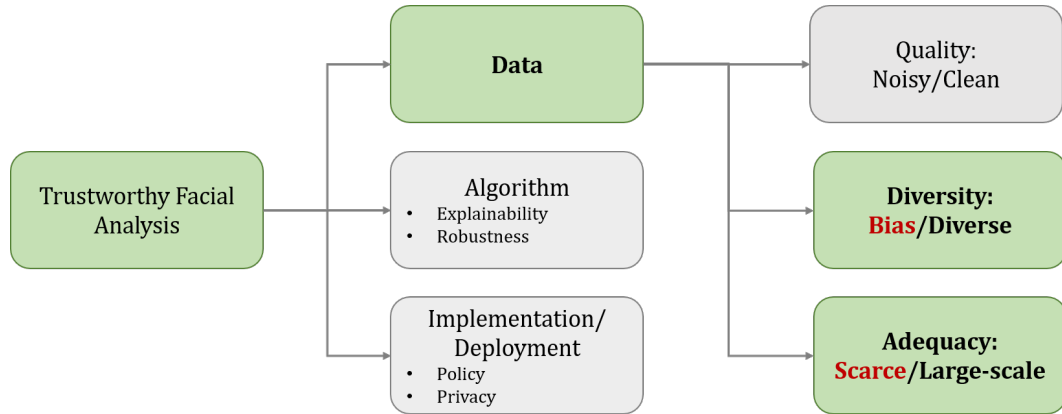 Trustworthy Facial
Analysis
Data
Algorithm
• Explainability
• Robustness
Implementation/
Deployment
• Policy
• Privacy
Quality:
Noisy/Clean
Diversity:
Bias/Diverse
Adequacy:
Scarce/Large-scale